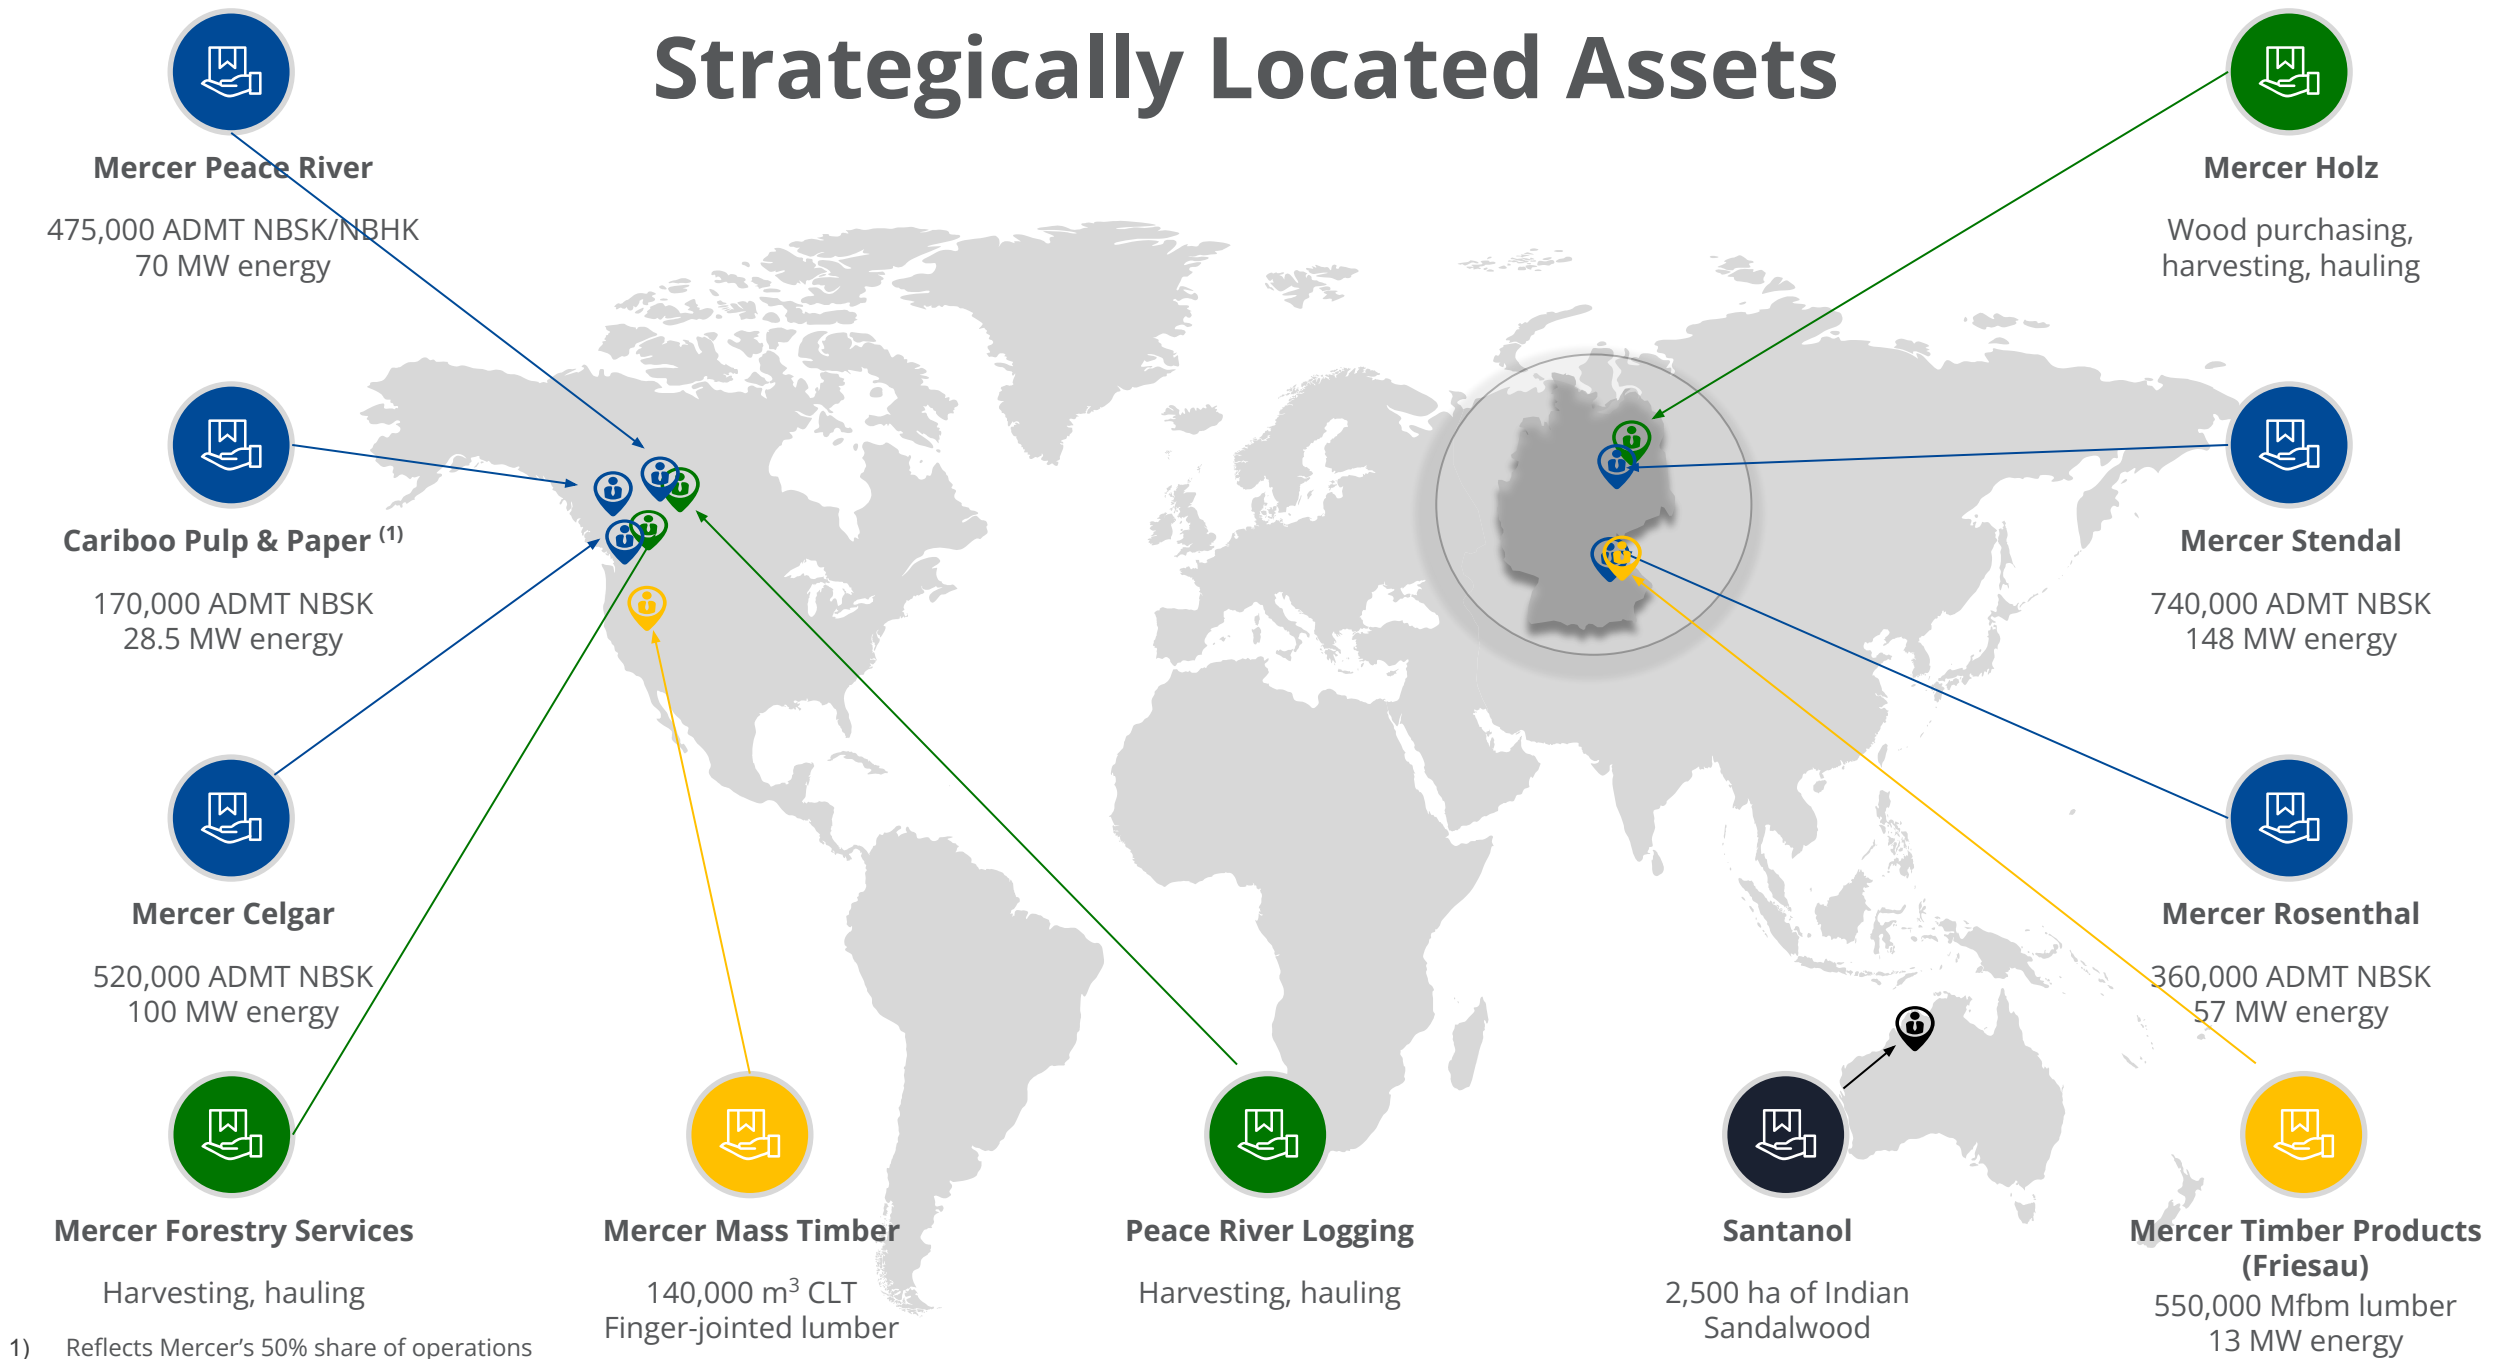 Strategically Located Assets
Mercer Peace River
475,000 ADMT NBSK/NBHK
70 MW energy
Mercer Holz
Wood purchasing,
harvesting, hauling
Cariboo Pulp & Paper (1)
170,000 ADMT NBSK
28.5 MW energy
Mercer Stendal
740,000 ADMT NBSK
148 MW energy
Mercer Celgar
520,000 ADMT NBSK
100 MW energy
Mercer Rosenthal
360,000 ADMT NBSK
57 MW energy
Mercer Forestry Services
Harvesting, hauling
Mercer Mass Timber
140,000 m³ CLT
Finger-jointed lumber
Peace River Logging
Harvesting, hauling
Santanol
2,500 ha of Indian
Sandalwood
Mercer Timber Products
(Friesau)
550,000 Mfbm lumber
13 MW energy
1) Reflects Mercer’s 50% share of operations